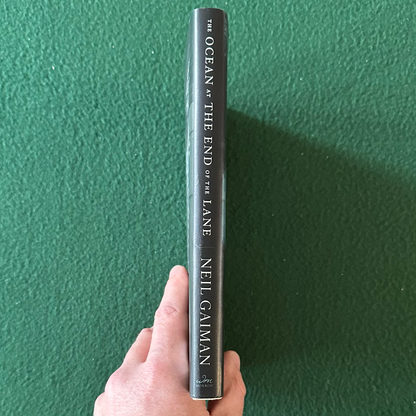 THE OCEAN AT THE END OF THE LANE
NEIL GAIMAN